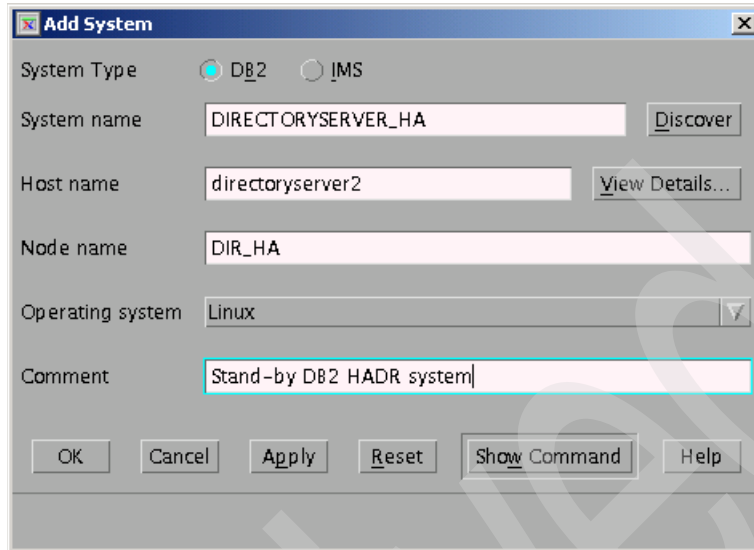 Add System
System Type DB2 IMS
System name DIRECTORYSERVER_HA Discover
Host name directoryserver2 View Details...
Node name DIR_HA
Operating system Linux
Comment Stand-by DB2 HADR system
OK Cancel Apply Reset Show Command Help